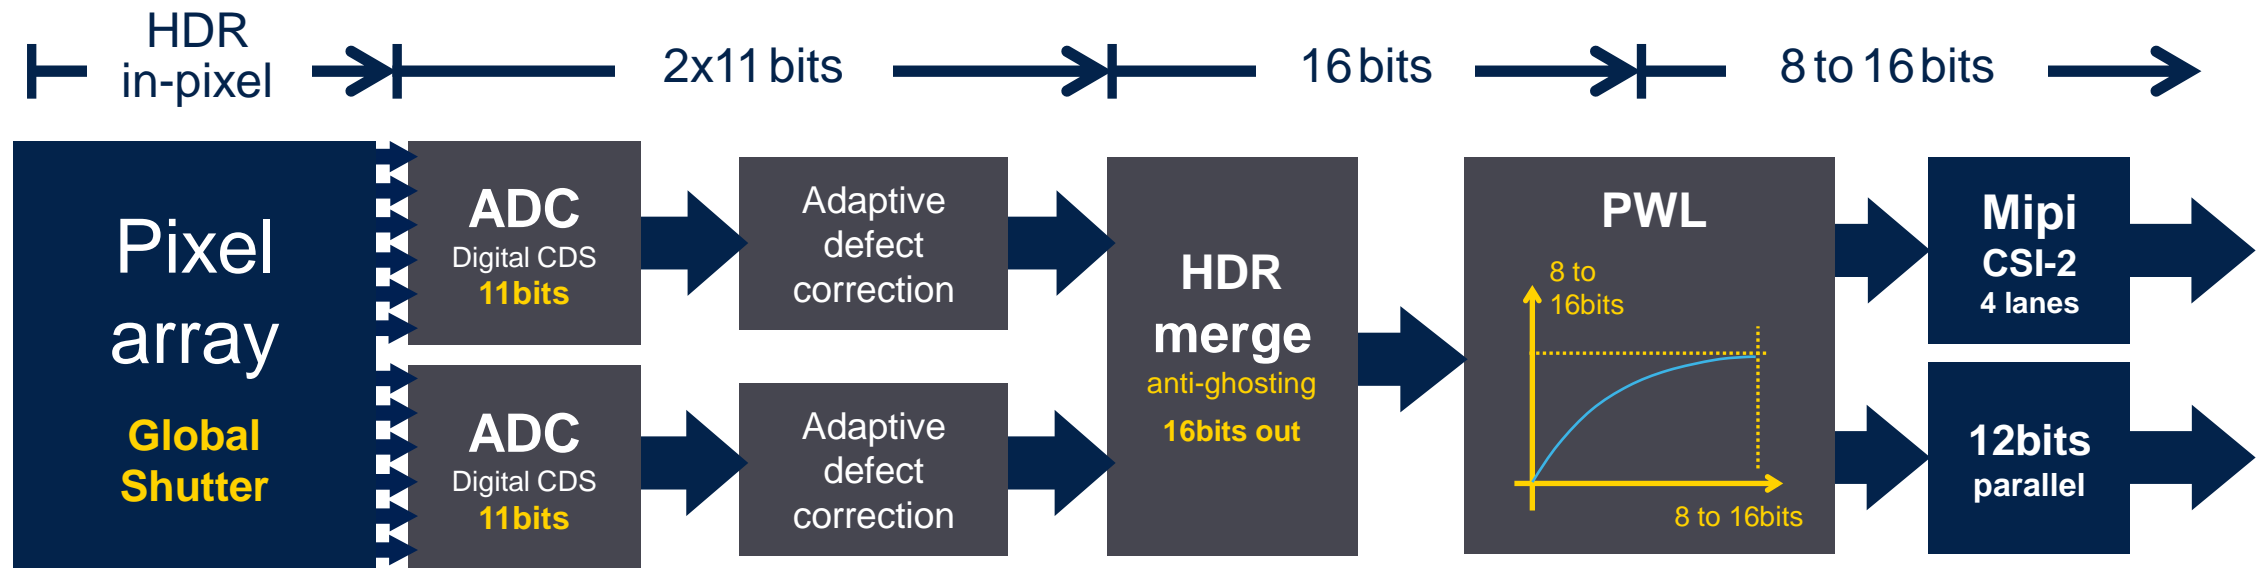 HDR
in-pixel
2x11 bits
16 bits
8 to 16 bits
Pixel
array
Global
Shutter
ADC
Digital CDS
11bits
ADC
Digital CDS
11bits
Adaptive
defect
correction
Adaptive
defect
correction
HDR
merge
anti-ghosting
16bits out
PWL
8 to
16bits
8 to 16bits
Mipi
CSI-2
4 lanes
12bits
parallel